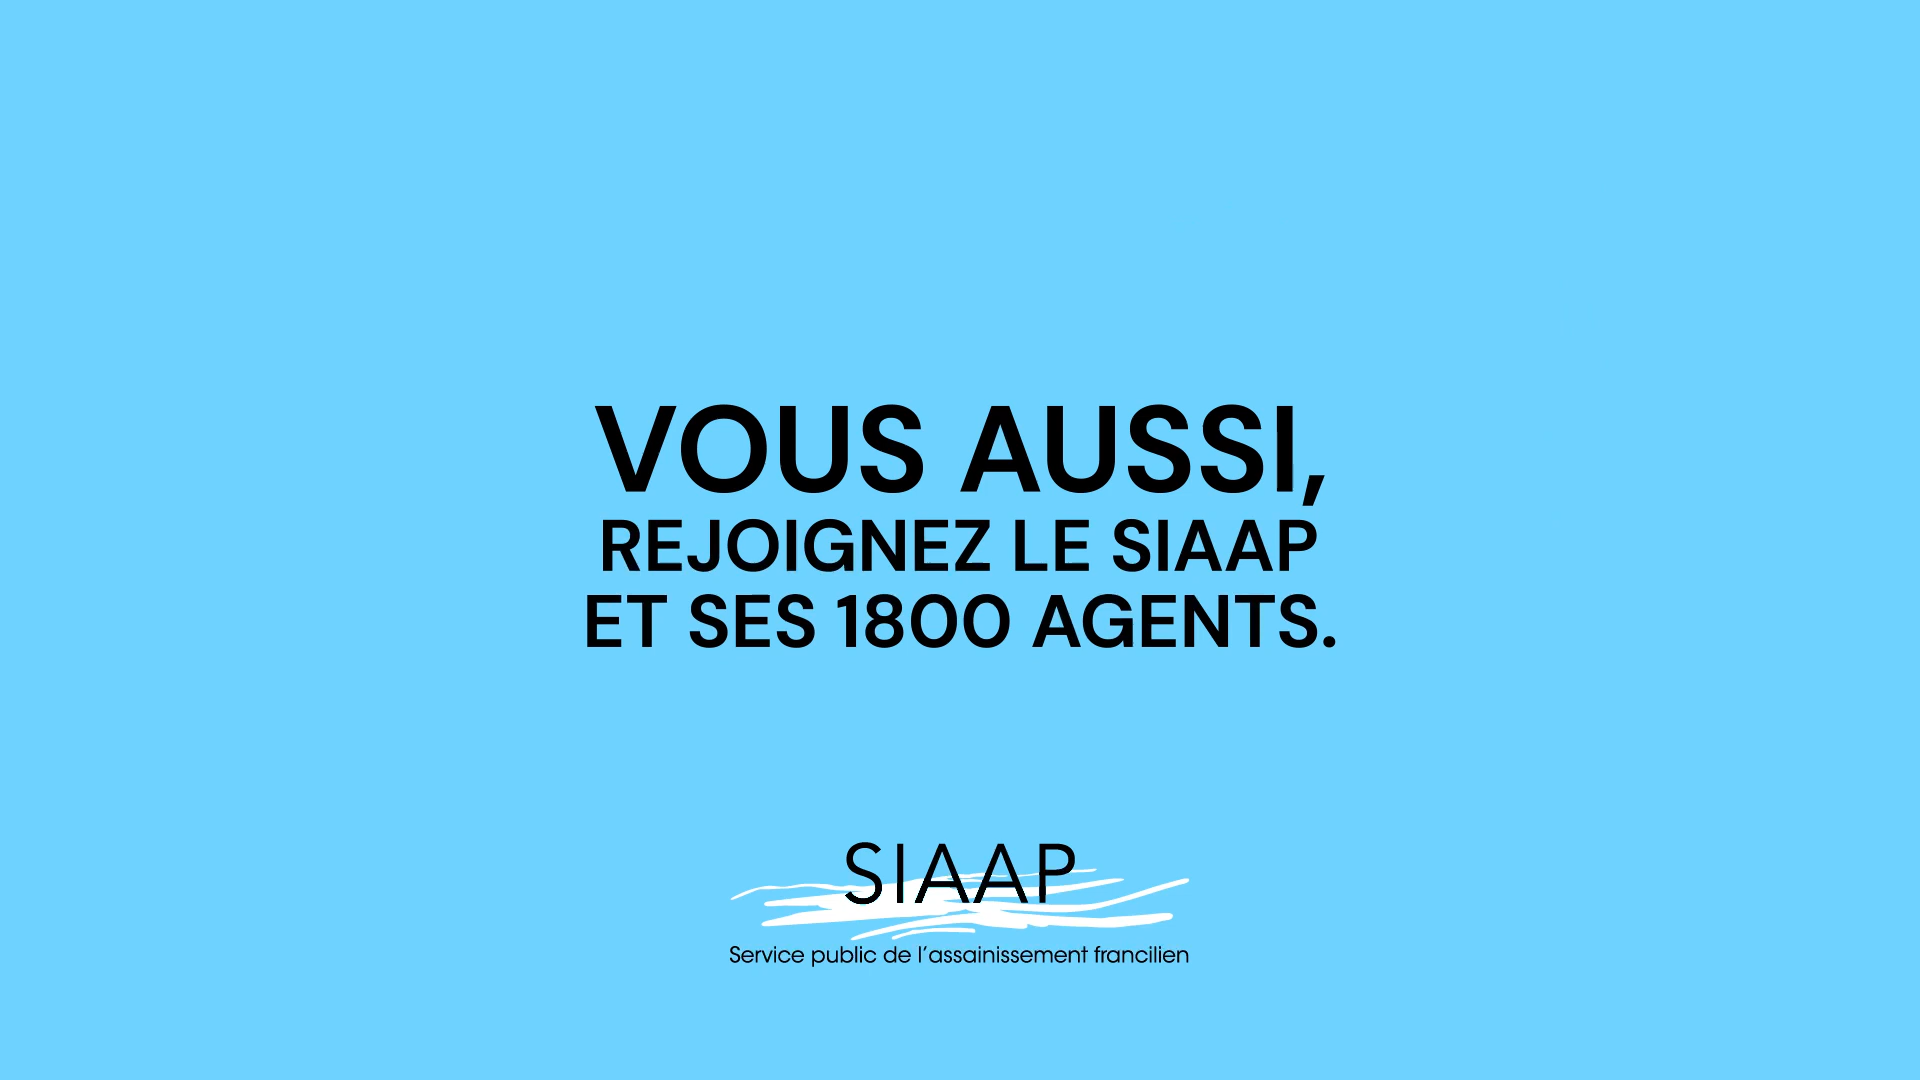 VOUS AUSSI,
REJOIGNEZ LE SIAAP
ET SES 1800 AGENTS.
SIAAP
Service public de l'assainissement francilien